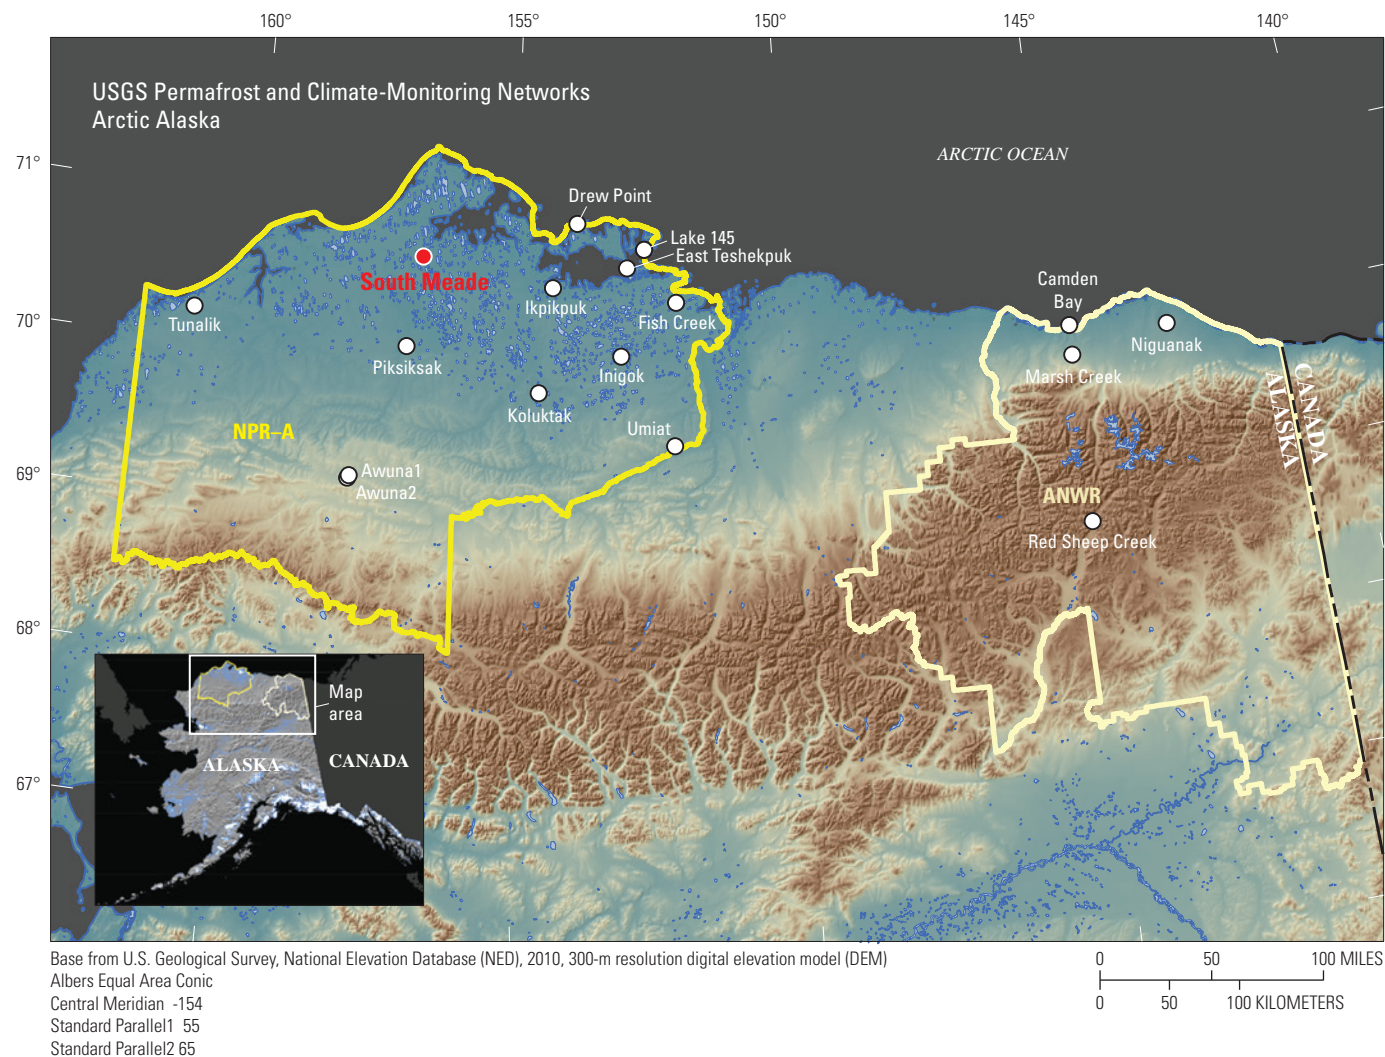 160°
155°
150°
145°
140°
USGS Permafrost and Climate-Monitoring Networks
Arctic Alaska
ARCTIC OCEAN
71°
70°
69°
68°
67°
Drew Point
Lake 145
East Teshekpuk
South Meade
Ikpikpuk
Fish Creek
Tunalik
Piksiksak
Inigok
Koluktak
Umiat
NPR–A
Awuna1
Awuna2
Camden
Bay
Niguanak
Marsh Creek
CANADA
ALASKA
ANWR
Red Sheep Creek
Map
area
ALASKA
CANADA
Base from U.S. Geological Survey, National Elevation Database (NED), 2010, 300-m resolution digital elevation model (DEM)
Albers Equal Area Conic
Central Meridian -154
Standard Parallel1 55
Standard Parallel2 65
0 50 100 MILES
0 50 100 KILOMETERS